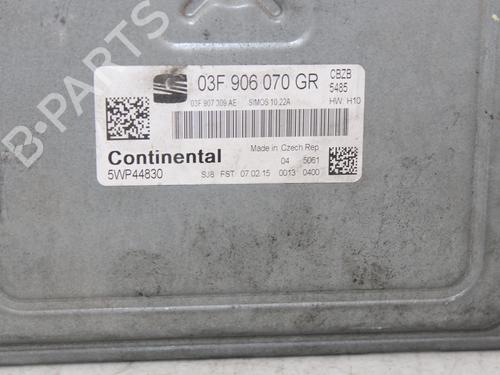 B-PARTS
03F 906 070 GR
CBZB
5485
03F 907 309 AE SIMOS 10.22A HW: H10
Continental
Made in Czech Rep
04 5061
5WP44830
SJ8 FST 07.02.15 0013 0400